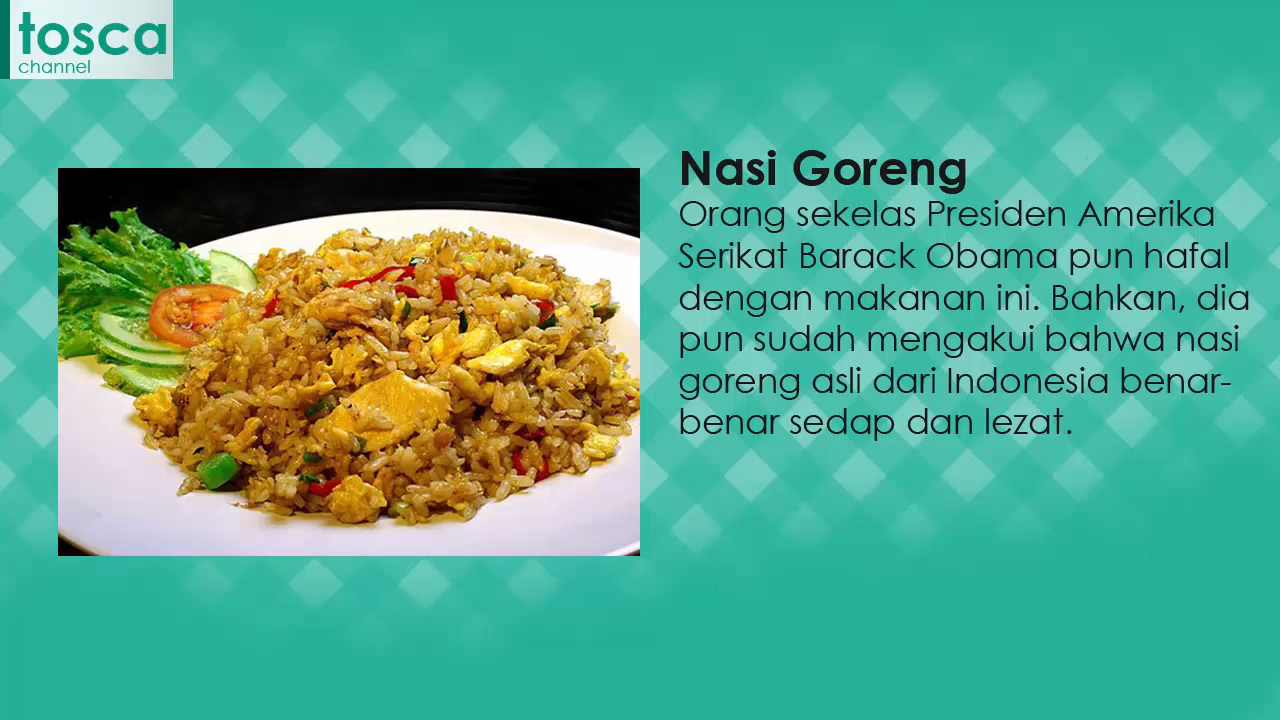 tosca
channel
Nasi Goreng
Orang sekelas Presiden Amerika
Serikat Barack Obama pun hafal
dengan makanan ini. Bahkan, dia
pun sudah mengakui bahwa nasi
goreng asli dari Indonesia benar-
benar sedap dan lezat.